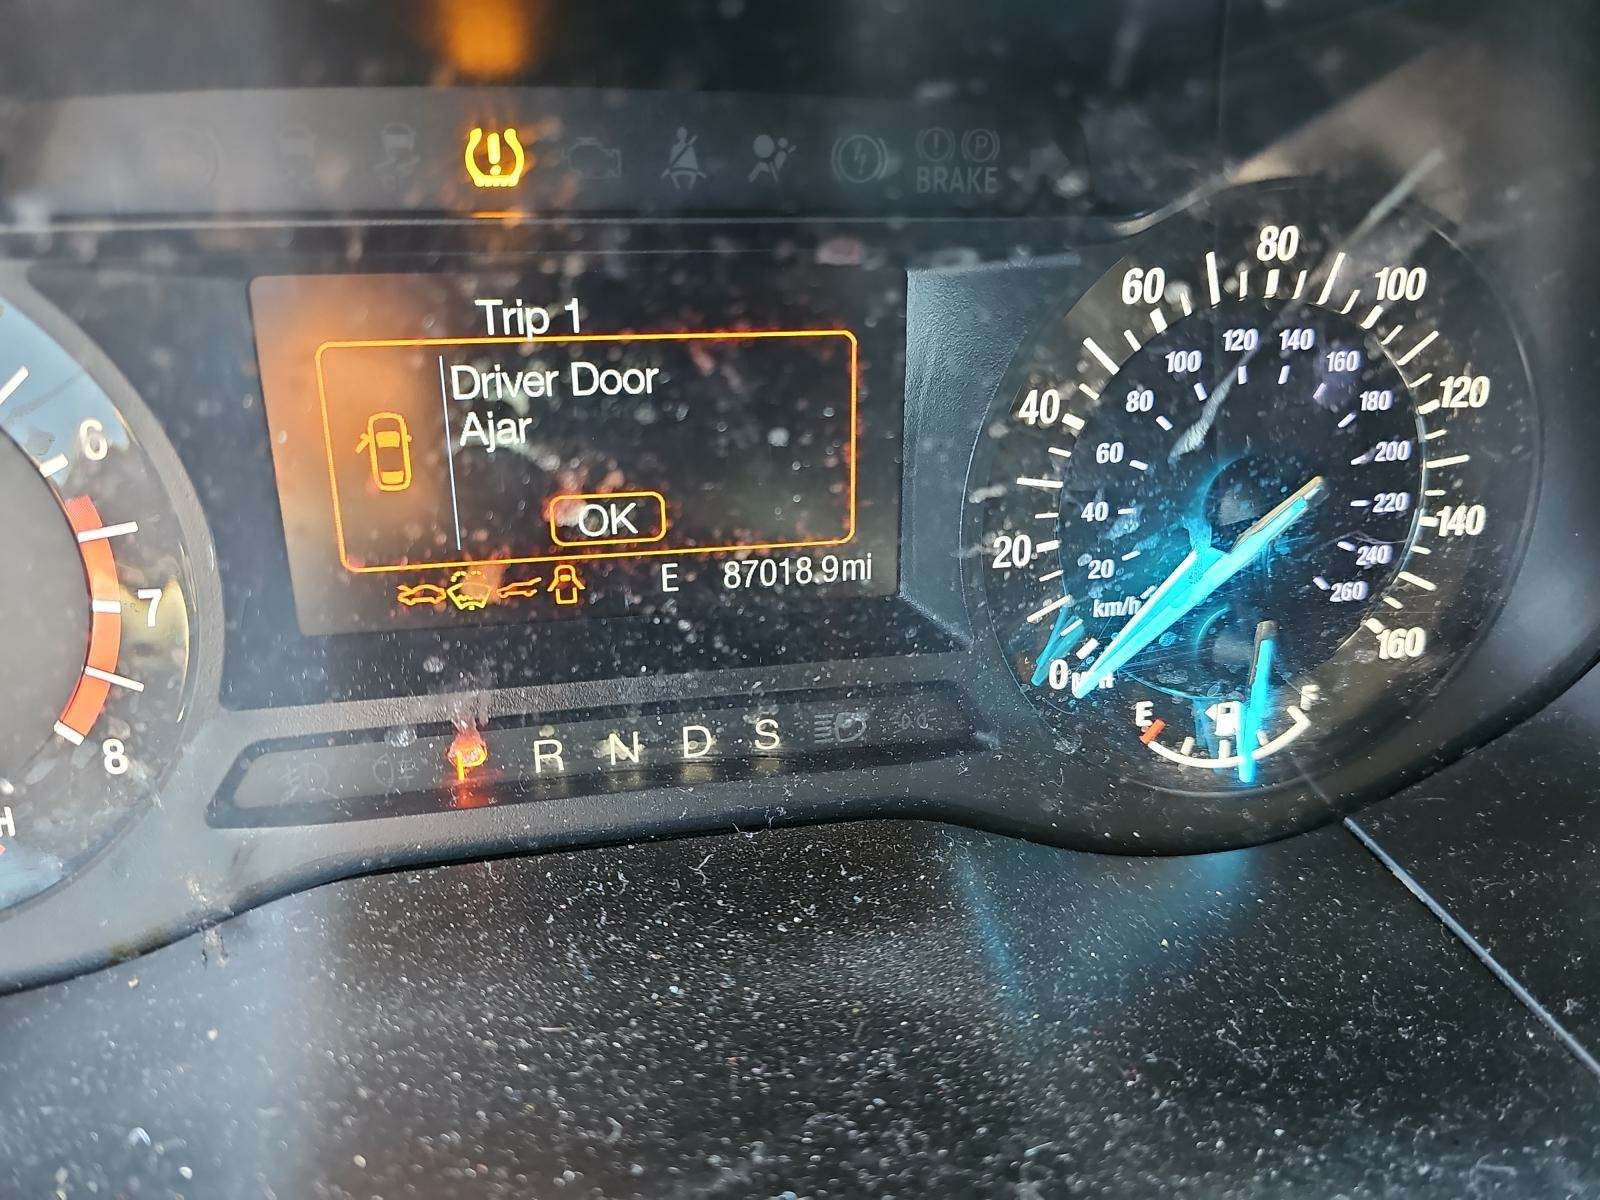 BRAKE
P
Trip 1
Driver Door
Ajar
OK
E 87018.9mi
6
7
8
H
P R N D S
0 20 40 60 80 100 120 140 160
20 40 60 80 100 120 140 160 180 200 220 240 260
km/h
E F